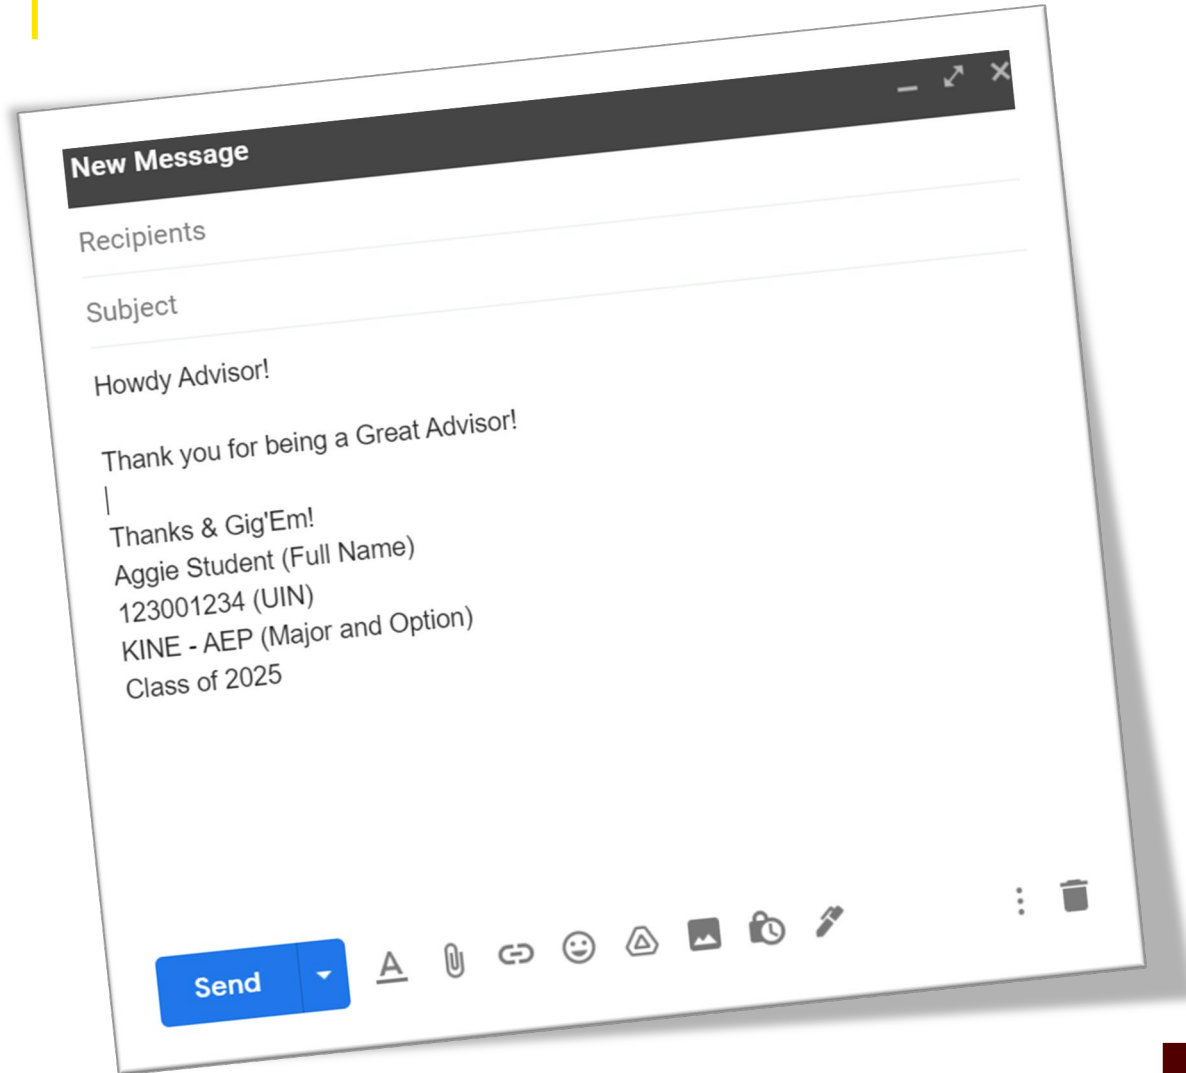 New Message
Recipients
Subject
Howdy Advisor!
Thank you for being a Great Advisor!
Thanks & Gig'Em!
Aggie Student (Full Name)
123001234 (UIN)
KINE - AEP (Major and Option)
Class of 2025
Send